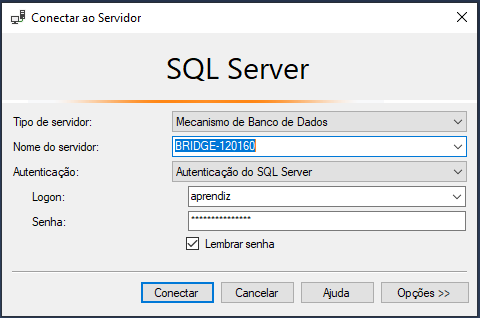 Conectar ao Servidor
SQL Server
Tipo de servidor: Mecanismo de Banco de Dados
Nome do servidor: BRIDGE-120160
Autenticação: Autenticação do SQL Server
Logon: aprendiz
Senha: ***************
Lembrar senha
Conectar Cancelar Ajuda Opções >>